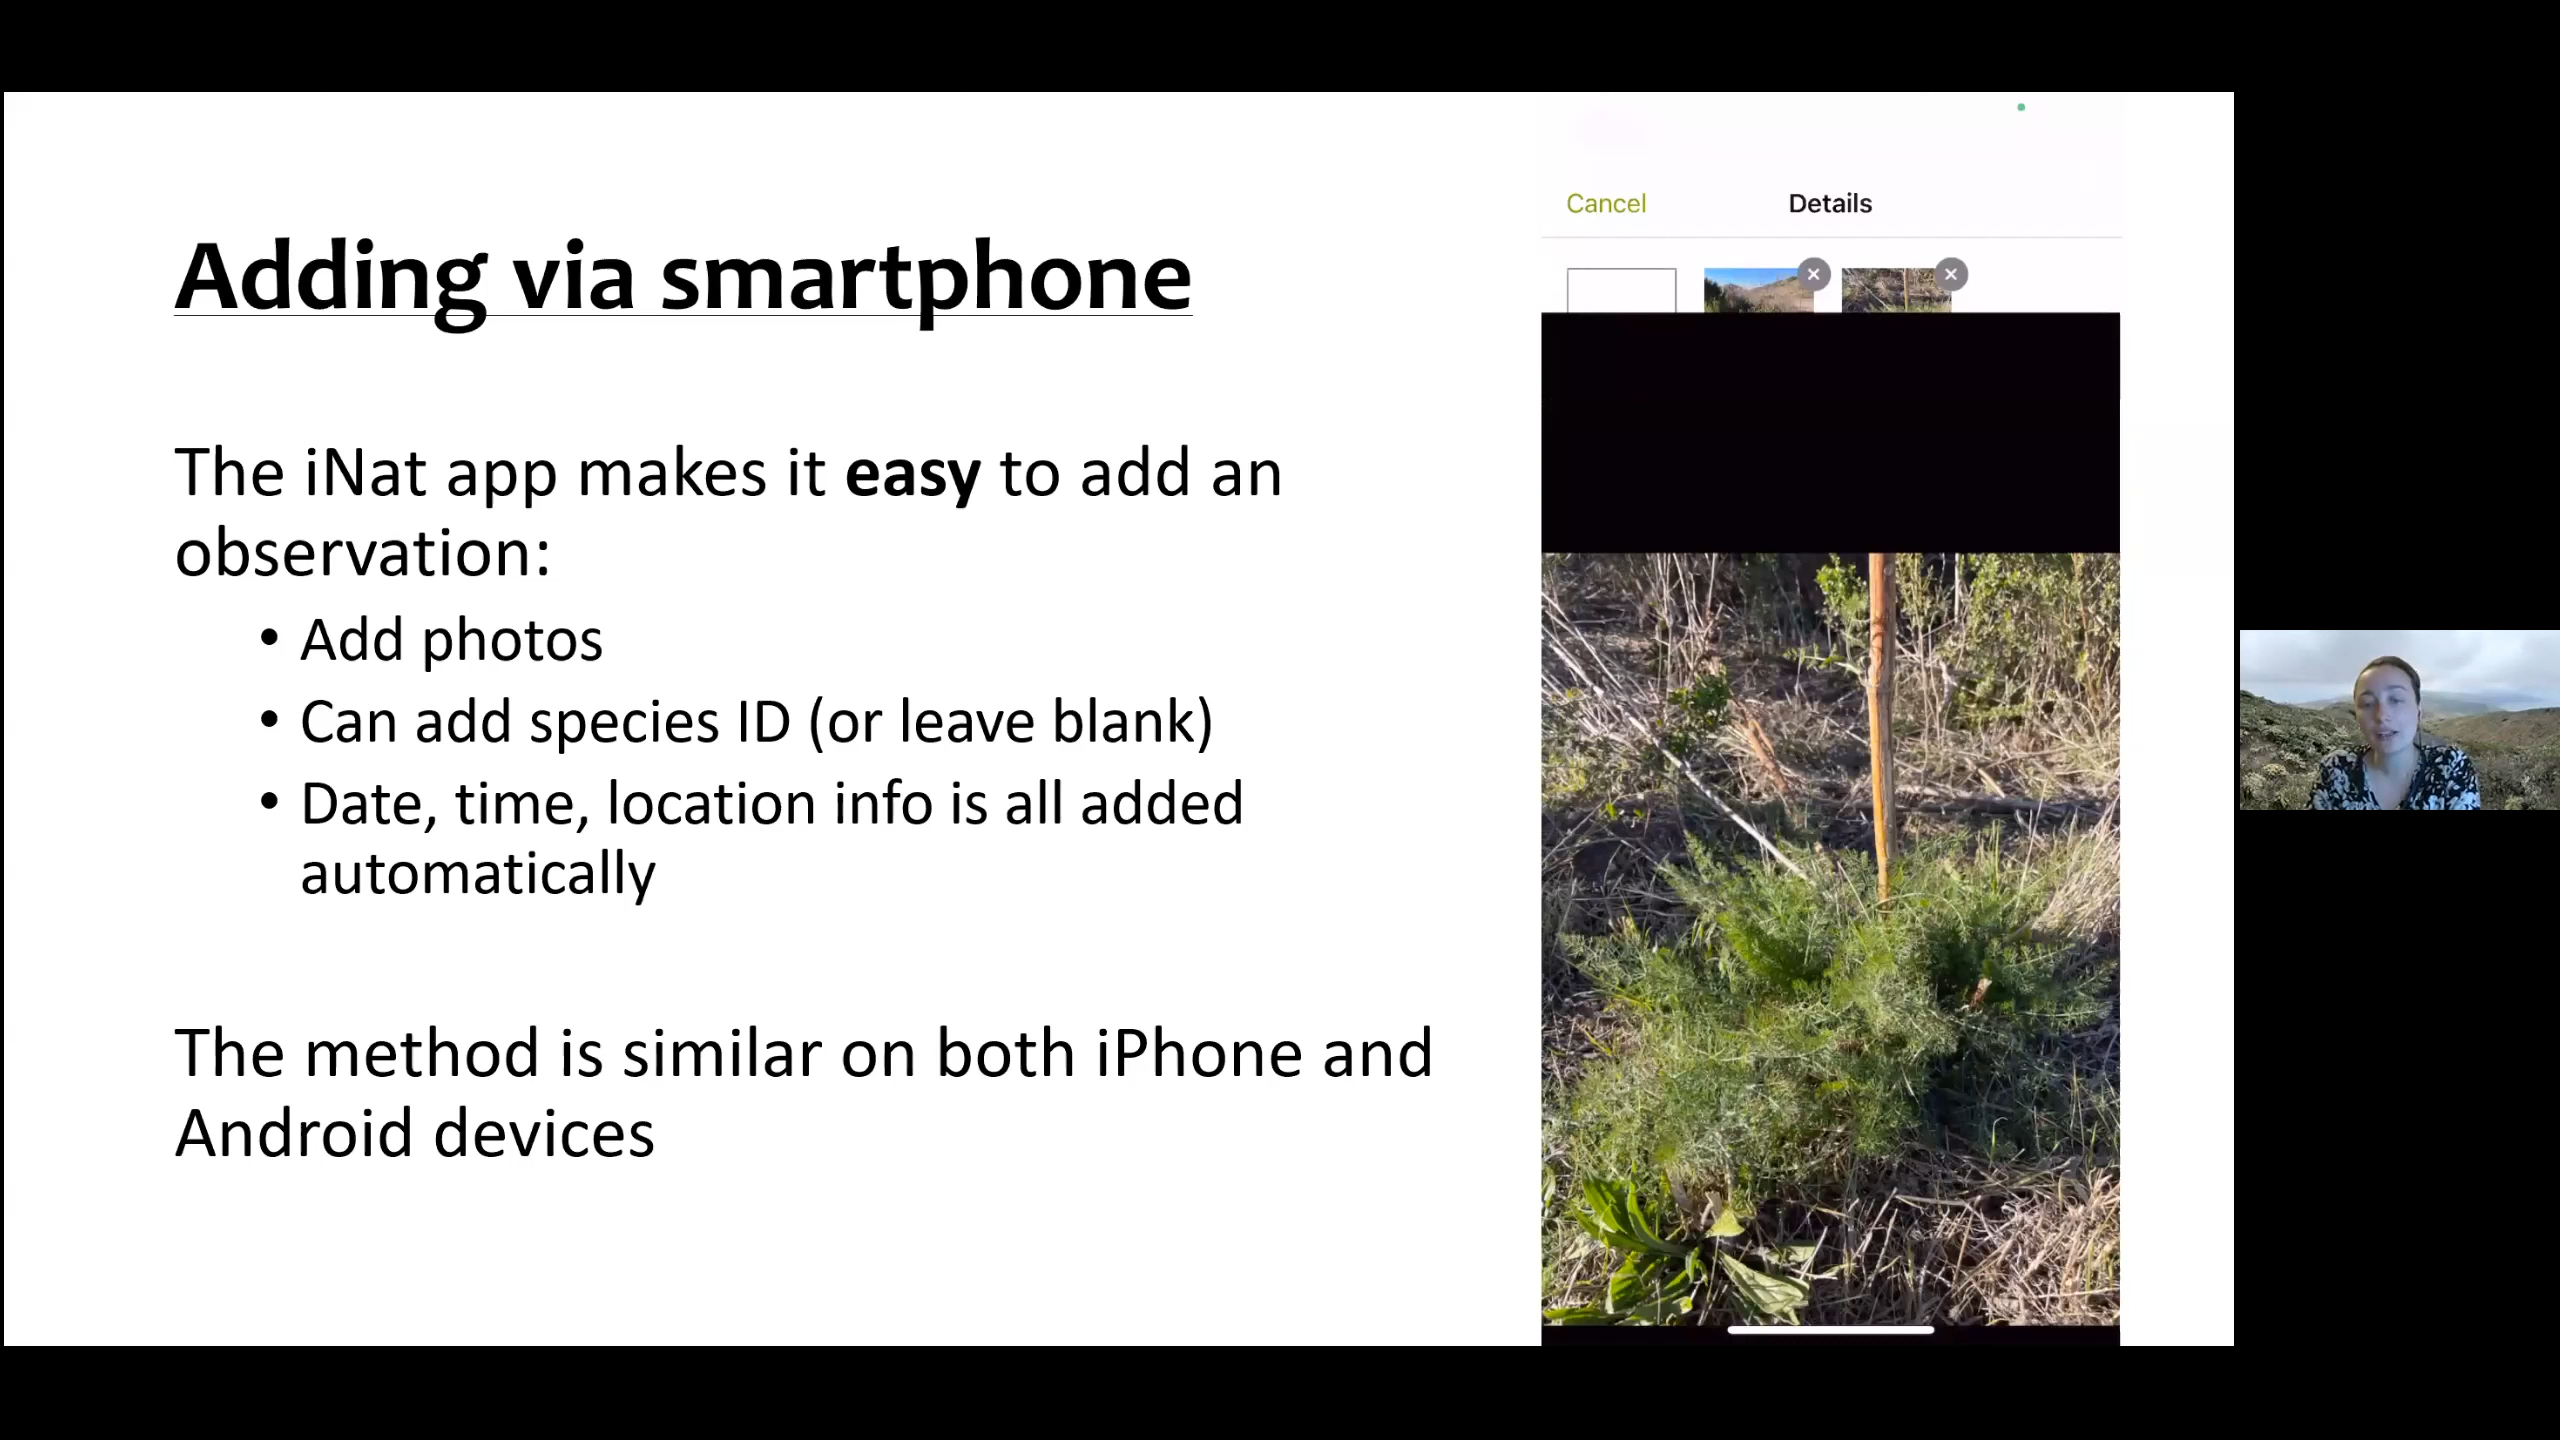 Adding via smartphone
The iNat app makes it easy to add an
observation:
• Add photos
• Can add species ID (or leave blank)
• Date, time, location info is all added
automatically
The method is similar on both iPhone and
Android devices
Cancel
Details